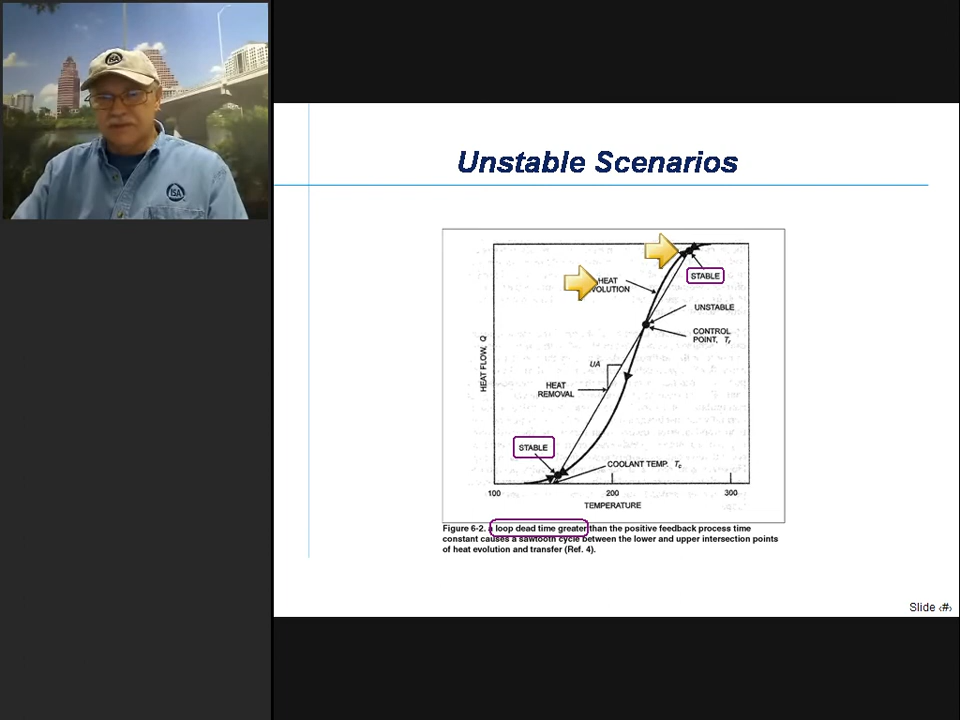 ISA
ISA
Unstable Scenarios
STABLE
HEAT
VOLUTION
UNSTABLE
CONTROL
POINT, Tr
HEAT FLOW, Q
UA
HEAT
REMOVAL
STABLE
COOLANT TEMP. Tc
100 200 300
TEMPERATURE
Figure 6-2. a loop dead time greater than the positive feedback process time
constant causes a sawtooth cycle between the lower and upper intersection points
of heat evolution and transfer (Ref. 4).
Slide ‹#›